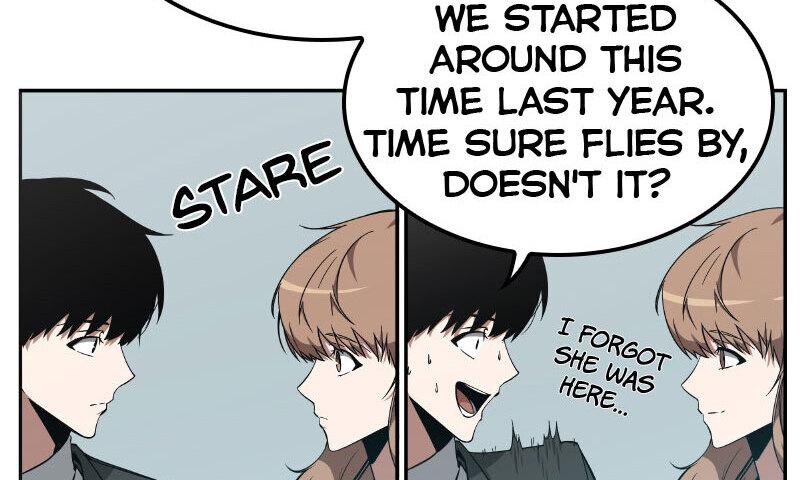 WE STARTED
AROUND THIS
TIME LAST YEAR.
TIME SURE FLIES BY,
DOESN'T IT?
STARE
I FORGOT
SHE WAS
HERE...